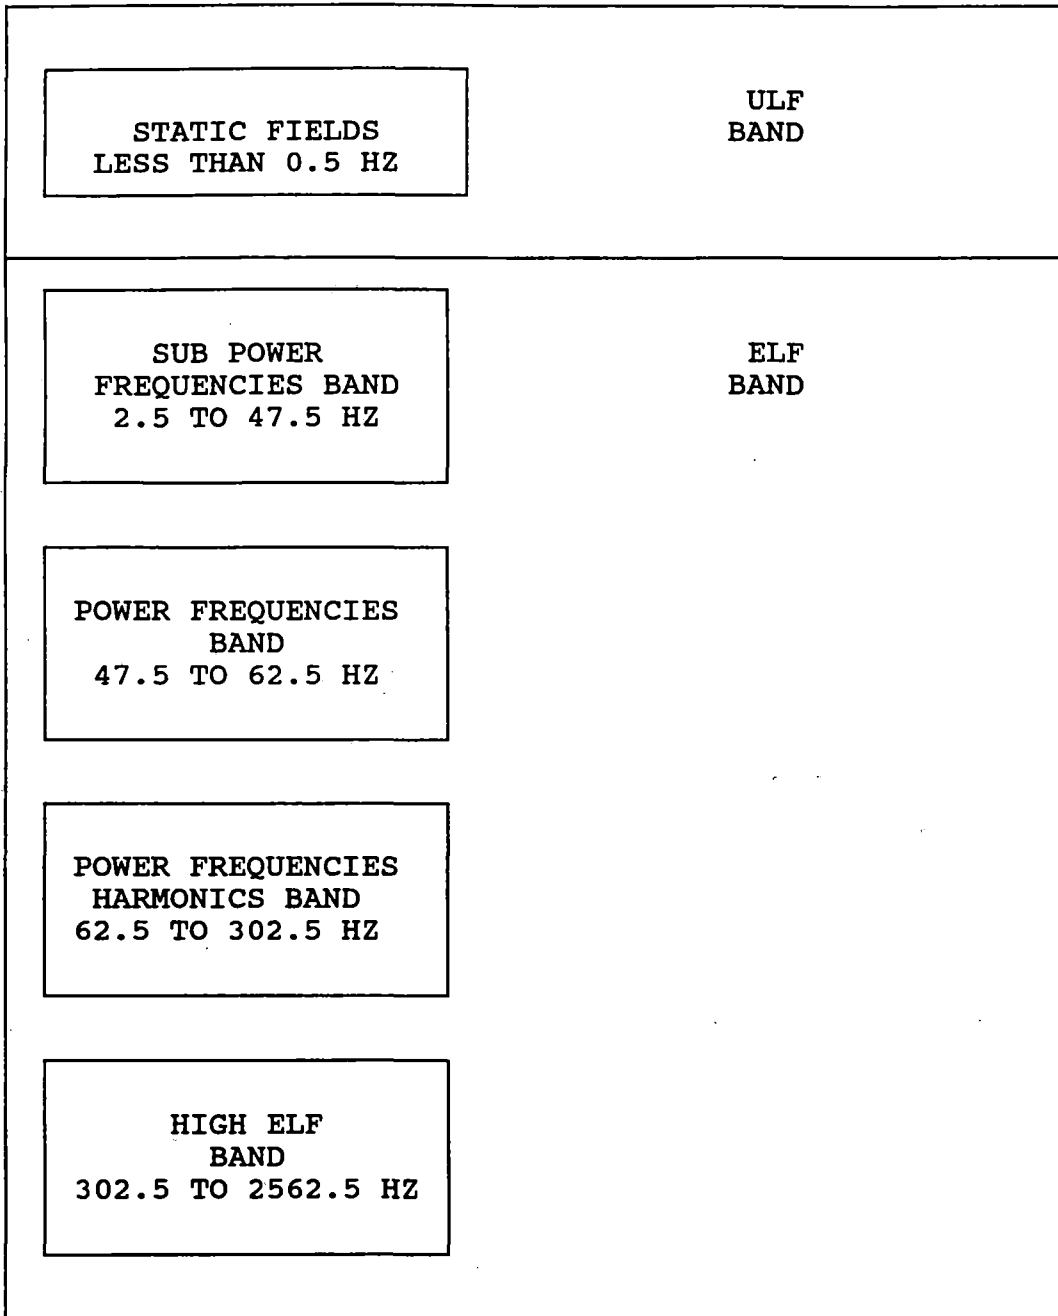 STATIC FIELDS
LESS THAN 0.5 HZ
ULF
BAND
SUB POWER
FREQUENCIES BAND
2.5 TO 47.5 HZ
ELF
BAND
POWER FREQUENCIES
BAND
47.5 TO 62.5 HZ
POWER FREQUENCIES
HARMONICS BAND
62.5 TO 302.5 HZ
HIGH ELF
BAND
302.5 TO 2562.5 HZ